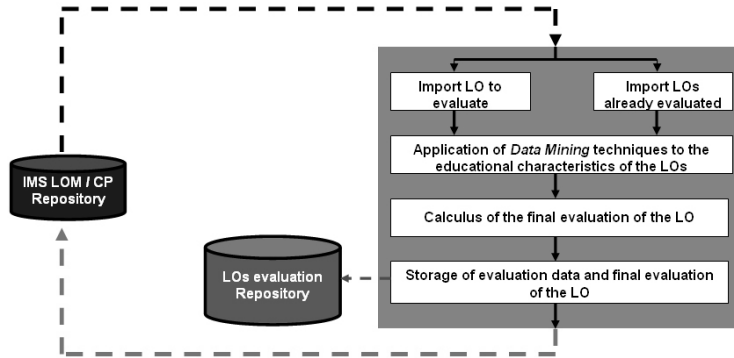 Import LO to
evaluate
Import LOs
already evaluated
Application of Data Mining techniques to the
educational characteristics of the LOs
IMS LOM / CP
Repository
Calculus of the final evaluation of the LO
LOs evaluation
Repository
Storage of evaluation data and final evaluation
of the LO